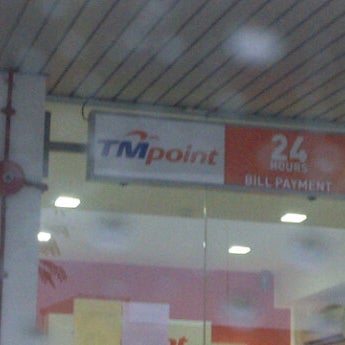 TMpoint
24
HOURS
BILL PAYMENT